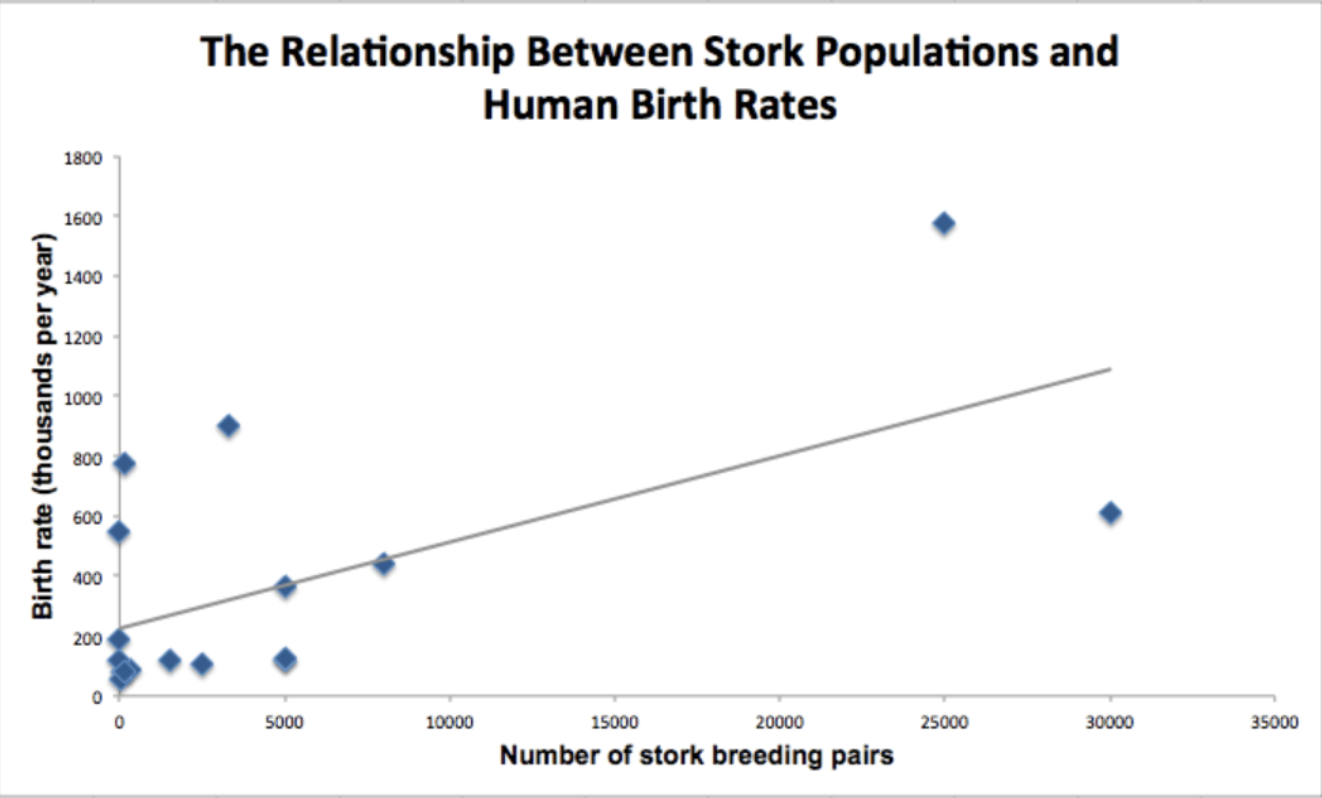 The Relationship Between Stork Populations and
Human Birth Rates
1800
1600
1400
1200
1000
800
600
400
200
0
Birth rate (thousands per year)
0 5000 10000 15000 20000 25000 30000 35000
Number of stork breeding pairs